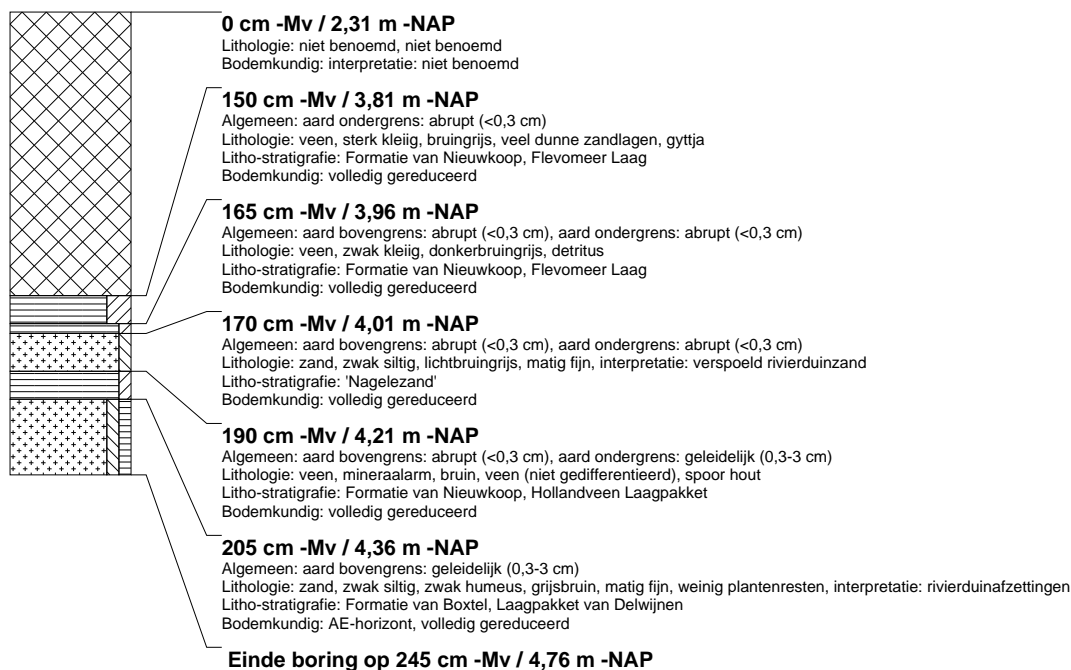 0 cm -Mv / 2,31 m -NAP
Lithologie: niet benoemd, niet benoemd
Bodemkundig: interpretatie: niet benoemd
150 cm -Mv / 3,81 m -NAP
Algemeen: aard ondergrens: abrupt (<0,3 cm)
Lithologie: veen, sterk kleiig, bruingrijs, veel dunne zandlagen, gyttja
Litho-stratigrafie: Formatie van Nieuwkoop, Flevomeer Laag
Bodemkundig: volledig gereduceerd
165 cm -Mv / 3,96 m -NAP
Algemeen: aard bovengrens: abrupt (<0,3 cm), aard ondergrens: abrupt (<0,3 cm)
Lithologie: veen, zwak kleiig, donkerbruingrijs, detritus
Litho-stratigrafie: Formatie van Nieuwkoop, Flevomeer Laag
Bodemkundig: volledig gereduceerd
170 cm -Mv / 4,01 m -NAP
Algemeen: aard bovengrens: abrupt (<0,3 cm), aard ondergrens: abrupt (<0,3 cm)
Lithologie: zand, zwak siltig, lichtbruingrijs, matig fijn, interpretatie: verspoeld rivierduinzand
Litho-stratigrafie: 'Nagelezand'
Bodemkundig: volledig gereduceerd
190 cm -Mv / 4,21 m -NAP
Algemeen: aard bovengrens: abrupt (<0,3 cm), aard ondergrens: geleidelijk (0,3-3 cm)
Lithologie: veen, mineraalarm, bruin, veen (niet gedifferentieerd), spoor hout
Litho-stratigrafie: Formatie van Nieuwkoop, Hollandveen Laagpakket
Bodemkundig: volledig gereduceerd
205 cm -Mv / 4,36 m -NAP
Algemeen: aard bovengrens: geleidelijk (0,3-3 cm)
Lithologie: zand, zwak siltig, zwak humeus, grijsbruin, matig fijn, weinig plantenresten, interpretatie: rivierduinafzettingen
Litho-stratigrafie: Formatie van Boxtel, Laagpakket van Delwijnen
Bodemkundig: AE-horizont, volledig gereduceerd
Einde boring op 245 cm -Mv / 4,76 m -NAP